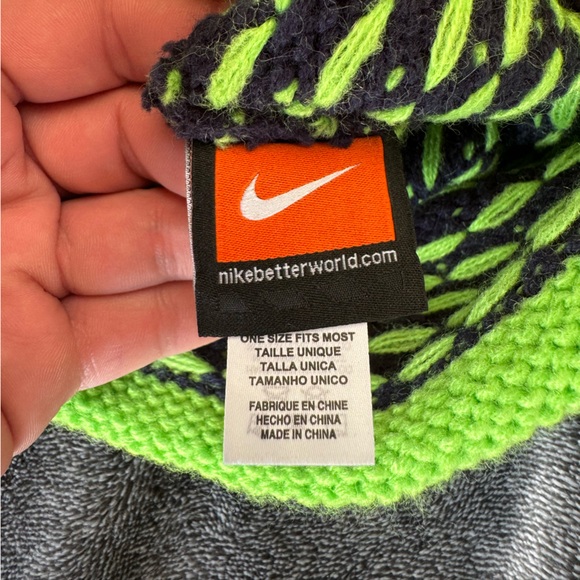 nikebetterworld.com
ONE SIZE FITS MOST
TAILLE UNIQUE
TALLA UNICA
TAMANHO UNICO
FABRIQUE EN CHINE
HECHO EN CHINA
MADE IN CHINA